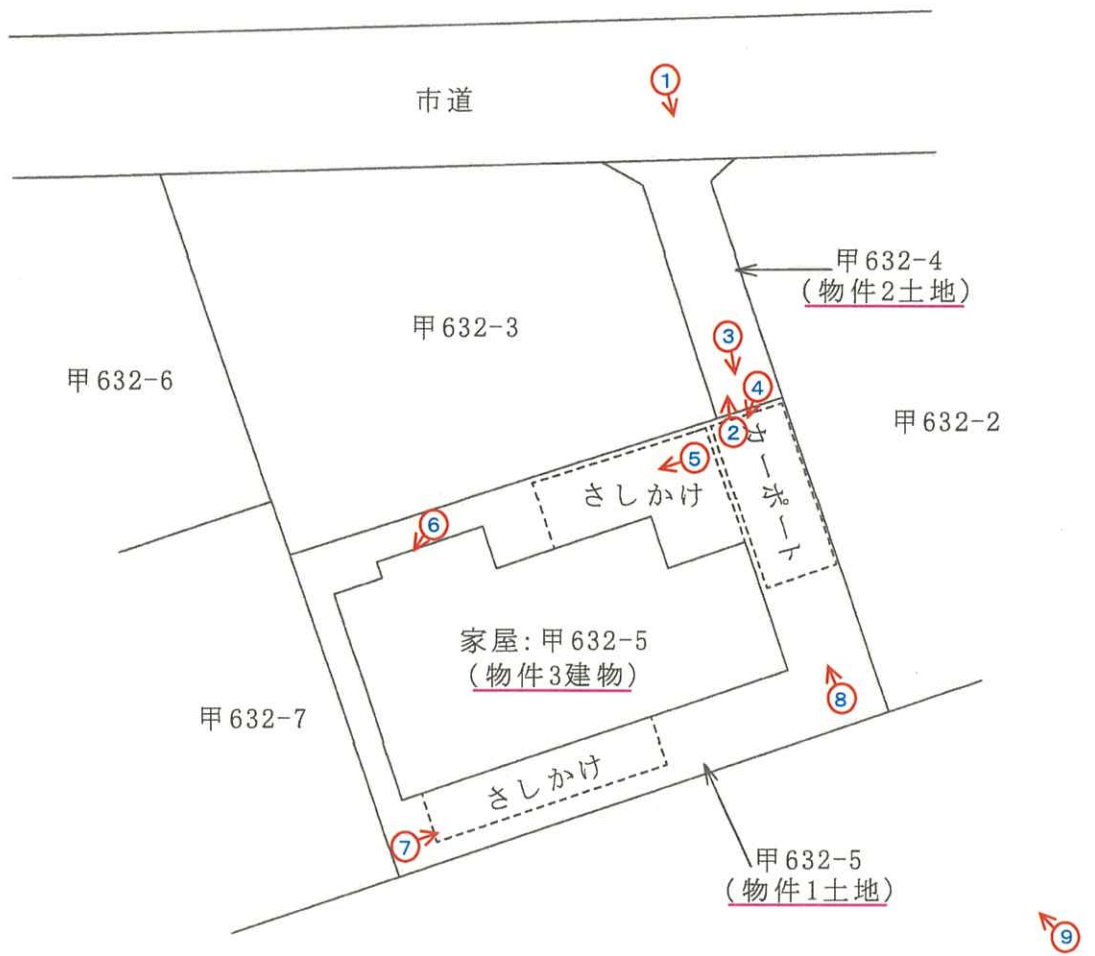 ①
市道
甲632-4
(物件2土地)
甲632-3
③
甲632-6
④
甲632-2
②
カーポート
⑤
さしかけ
⑥
家屋:甲632-5
(物件3建物)
⑧
甲632-7
さしかけ
⑦
甲632-5
(物件1土地)
⑨